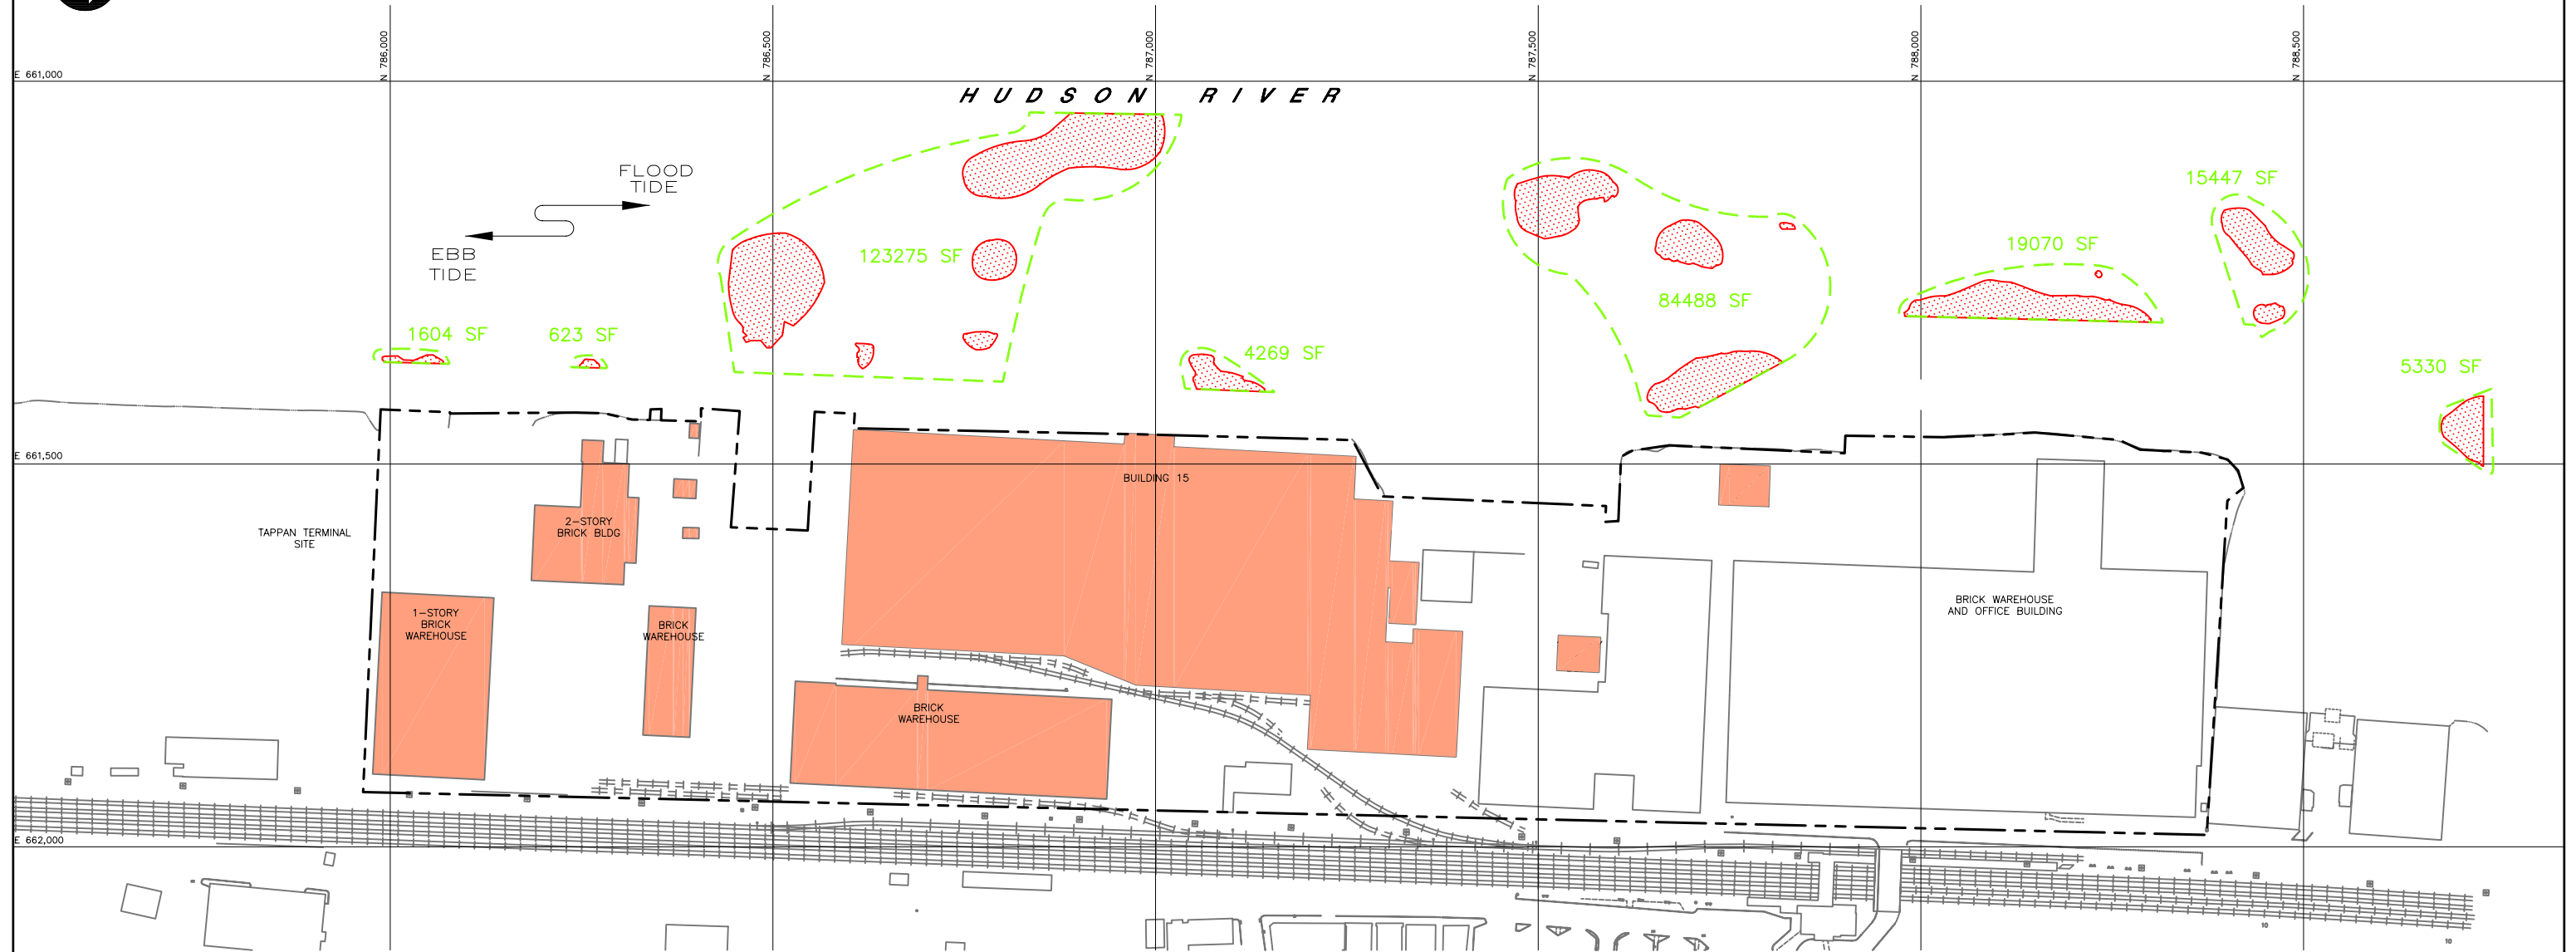 N 786,000
N 786,500
N 787,000
N 787,500
N 788,000
N 788,500
E 661,000
HUDSON RIVER
FLOOD
TIDE
EBB
TIDE
15447 SF
19070 SF
123275 SF
84488 SF
1604 SF
623 SF
4269 SF
5330 SF
E 661,500
BUILDING 15
2-STORY
BRICK BLDG
TAPPAN TERMINAL
SITE
BRICK WAREHOUSE
AND OFFICE BUILDING
1-STORY
BRICK
WAREHOUSE
BRICK
WAREHOUSE
BRICK
WAREHOUSE
E 662,000
10
10